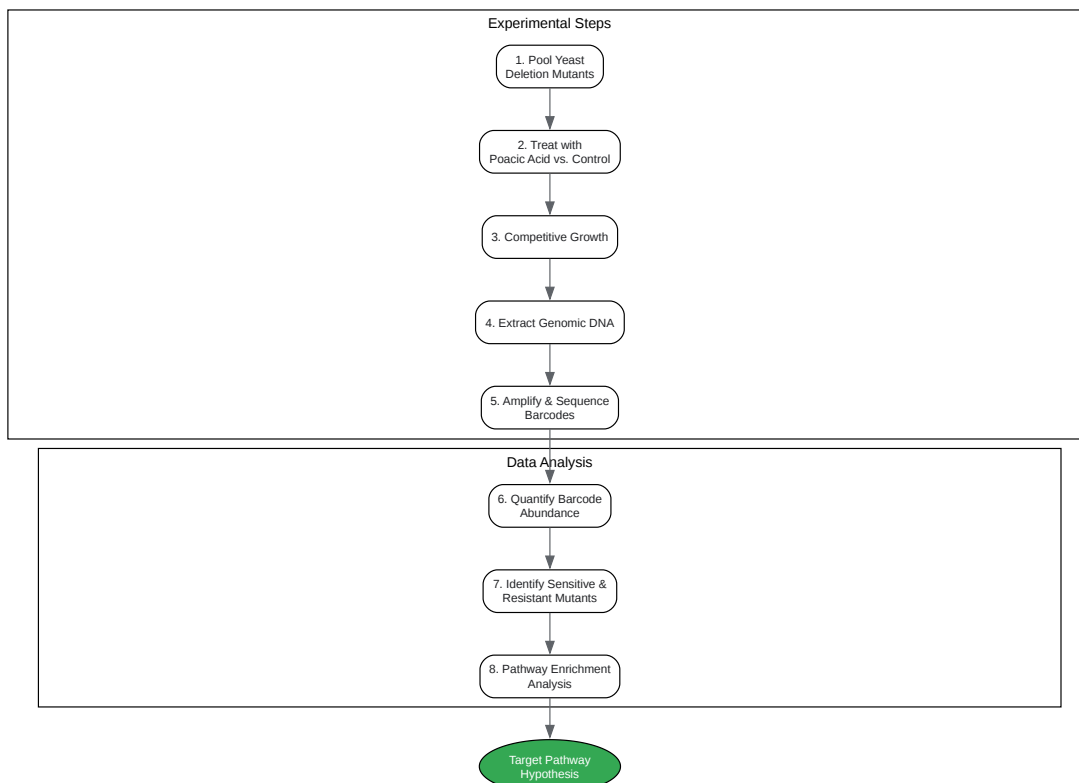 Experimental Steps
1. Pool Yeast
Deletion Mutants
2. Treat with
Poacic Acid vs. Control
3. Competitive Growth
4. Extract Genomic DNA
5. Amplify & Sequence
Barcodes
Data Analysis
6. Quantify Barcode
Abundance
7. Identify Sensitive &
Resistant Mutants
8. Pathway Enrichment
Analysis
Target Pathway
Hypothesis